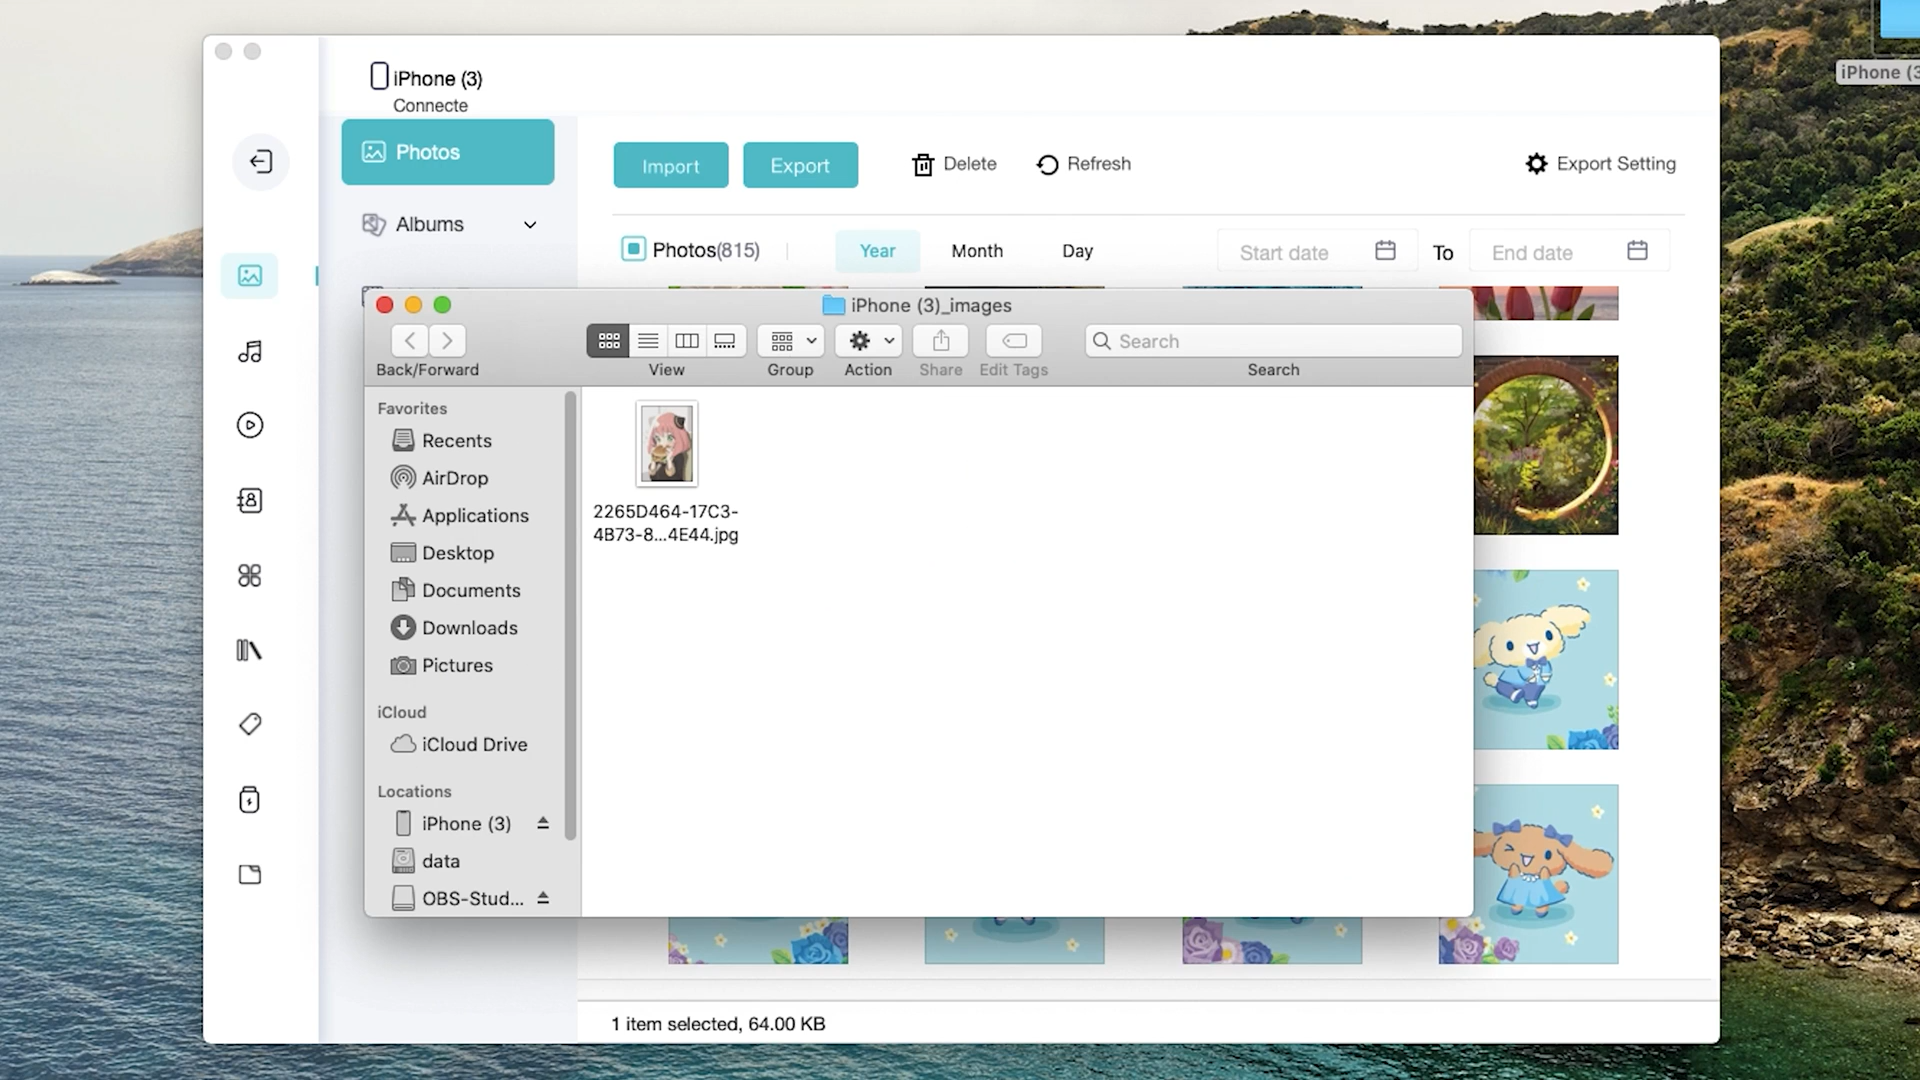 iPhone (3)
Connecte
iPhone (3
Photos
Import
Export
Delete
Refresh
Export Setting
Albums
Photos(815)
Year
Month
Day
Start date
To
End date
iPhone (3)_images
Search
Back/Forward
View
Group
Action
Share
Edit Tags
Search
Favorites
Recents
AirDrop
Applications
Desktop
Documents
Downloads
Pictures
iCloud
iCloud Drive
Locations
iPhone (3)
data
OBS-Stud...
2265D464-17C3-
4B73-8...4E44.jpg
1 item selected, 64.00 KB